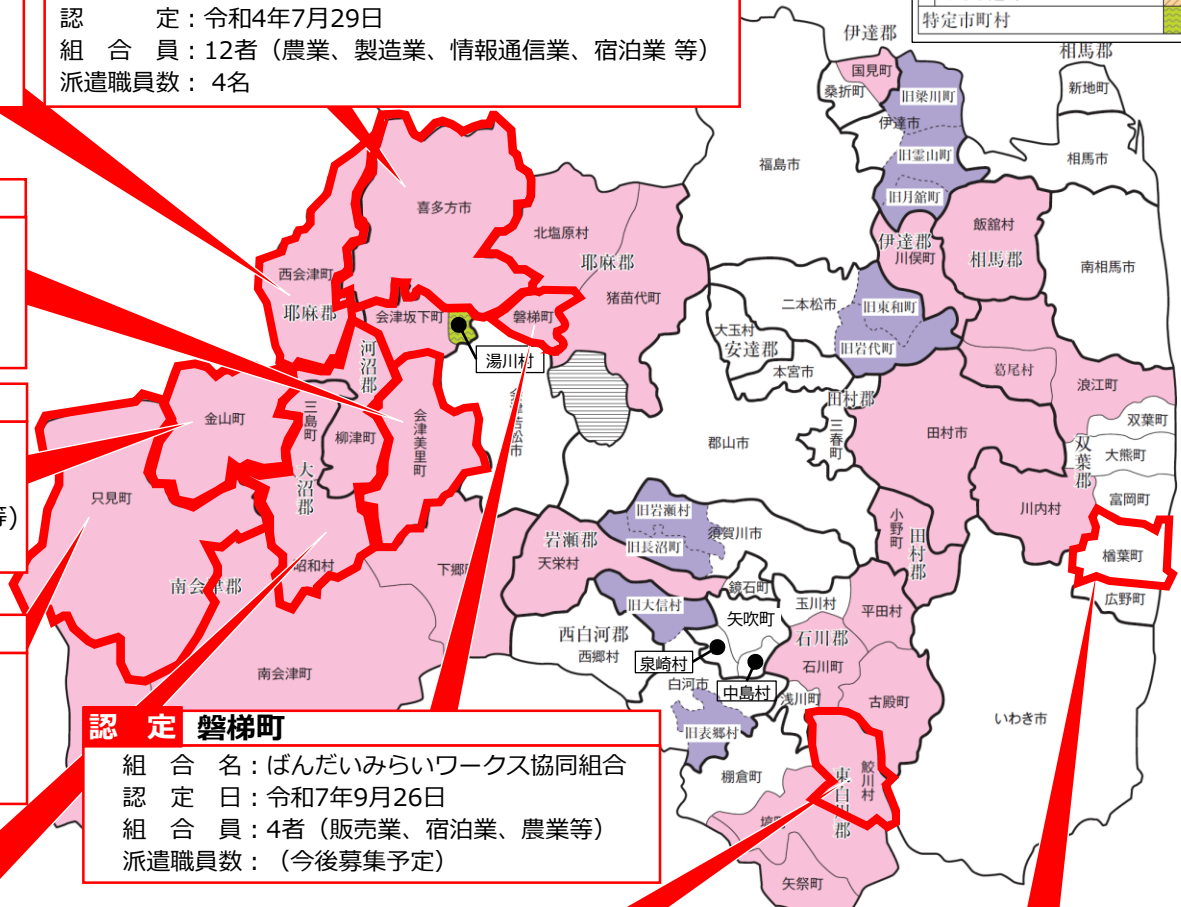 認　　　定：令和4年7月29日
組　合　員：12者（農業、製造業、情報通信業、宿泊業 等）
派遣職員数： 4名
特定市町村
伊達郡
相馬郡
国見町
桑折町
旧梁川町
新地町
伊達市
相馬市
福島市
旧霊山町
旧月舘町
喜多方市
飯舘村
北塩原村
伊達郡
川俣町
相馬郡
耶麻郡
南相馬市
西会津町
猪苗代町
二本松市
旧東和町
耶麻郡
会津坂下町
磐梯町
大玉村
安達郡
旧岩代町
湯川村
河沼郡
本宮市
葛尾村
浪江町
田村郡
会津若松市
金山町
三島町
柳津町
会津美里町
三春町
田村市
双葉町
郡山市
双葉郡
大熊町
大沼郡
只見町
富岡町
等）
旧岩瀬村
小野町
川内村
須賀川市
岩瀬郡
旧長沼町
田村郡
楢葉町
昭和村
天栄村
下郷
南会津郡
鏡石町
広野町
旧大信村
玉川村
平田村
矢吹町
西白河郡
石川郡
西郷村
泉崎村
石川町
南会津町
白河市
中島村
浅川町
古殿町
いわき市
旧表郷村
認　定 磐梯町
組　合　名：ばんだいみらいワークス協同組合
認　定　日：令和7年9月26日
組　合　員：4者（販売業、宿泊業、農業等）
派遣職員数：（今後募集予定）
棚倉町
鮫川村
東白川郡
塙
矢祭町